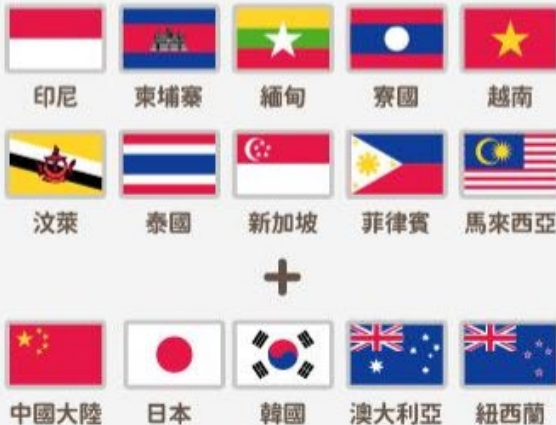 印尼 柬埔寨 緬甸 寮國 越南
汶萊 泰國 新加坡 菲律賓 馬來西亞
+
中國大陸 日本 韓國 澳大利亞 紐西蘭